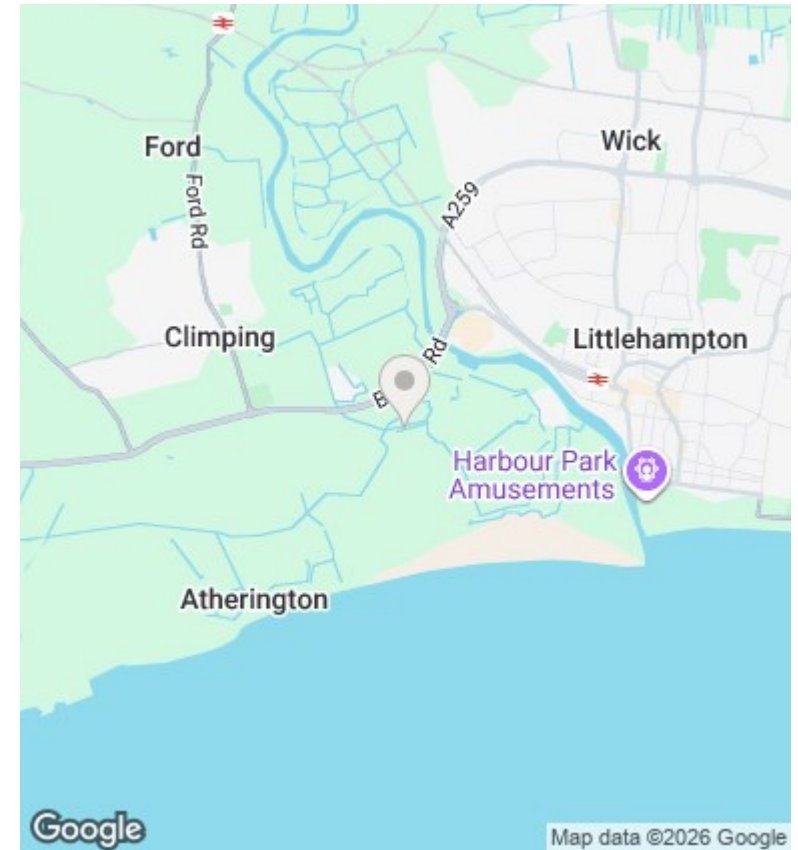 Ford
Wick
Ford Rd
A259
Climping
Rd
Littlehampton
B
Harbour Park
Amusements
Atherington
Google
Map data ©2026 Google